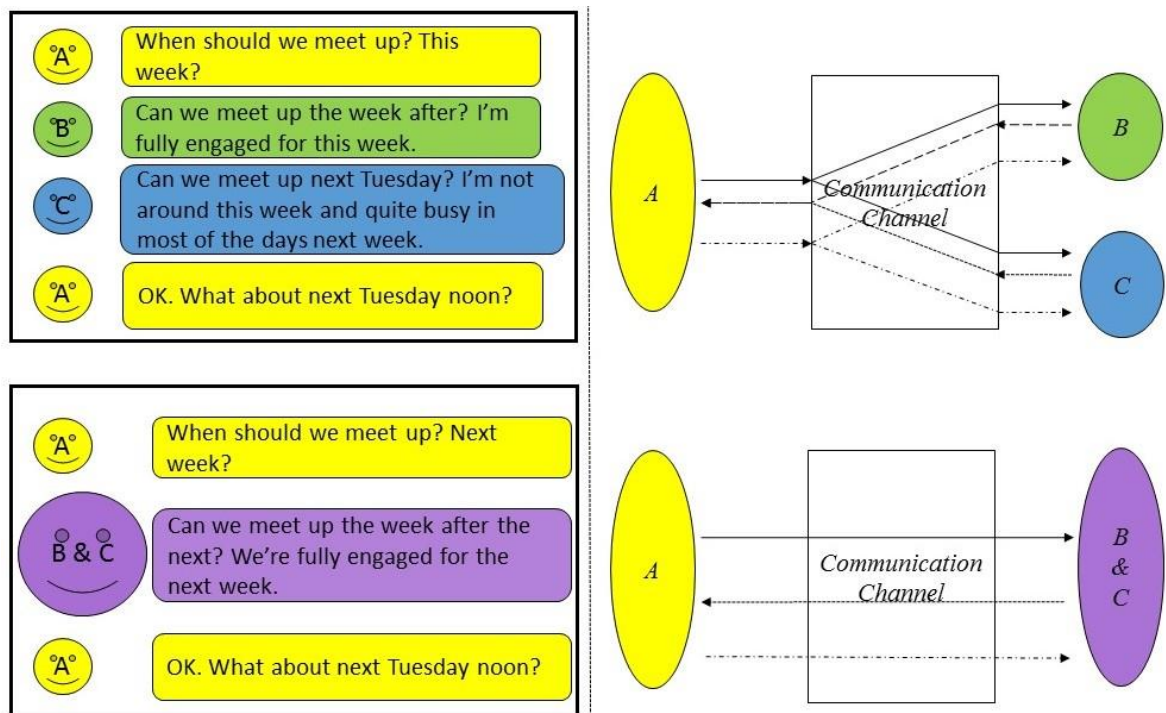 A
When should we meet up? This
week?
B
Can we meet up the week after? I'm
fully engaged for this week.
C
Can we meet up next Tuesday? I'm not
around this week and quite busy in
most of the days next week.
A
OK. What about next Tuesday noon?
A
Communication
Channel
B
C
A
When should we meet up? Next
week?
B & C
Can we meet up the week after the
next? We're fully engaged for the
next week.
A
OK. What about next Tuesday noon?
A
Communication
Channel
B
&
C